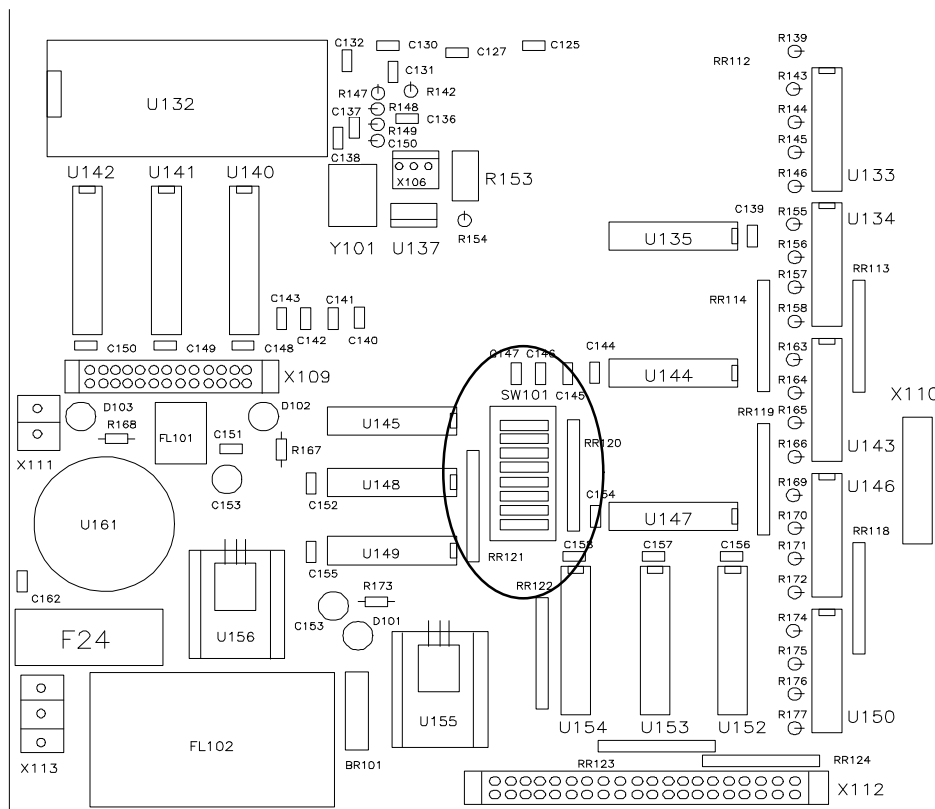 C132
C130
C127
C125
R139
RR112
C131
R143
R147
R142
U132
R148
R144
C137
C136
R149
R145
C150
C138
U142
U141
U140
X106
R153
R146
U133
R155
C139
U134
Y101
U137
R154
U135
R156
R157
RR113
RR114
C143
C141
R158
C142
C140
C150
C149
C148
C144
R163
C147
C146
X109
U144
SW101
C145
R164
X110
D103
D102
R168
FL101
C151
U145
RR119
R165
R167
RR120
X111
R166
U143
C153
C152
U148
R169
U146
C154
U161
U147
R170
RR118
C158
C157
C156
R171
C155
U149
RR121
C162
R173
RR122
R172
C153
D101
F24
U156
R174
R175
U155
R176
U154
U153
U152
R177
U150
FL102
X113
BR101
RR123
RR124
X112